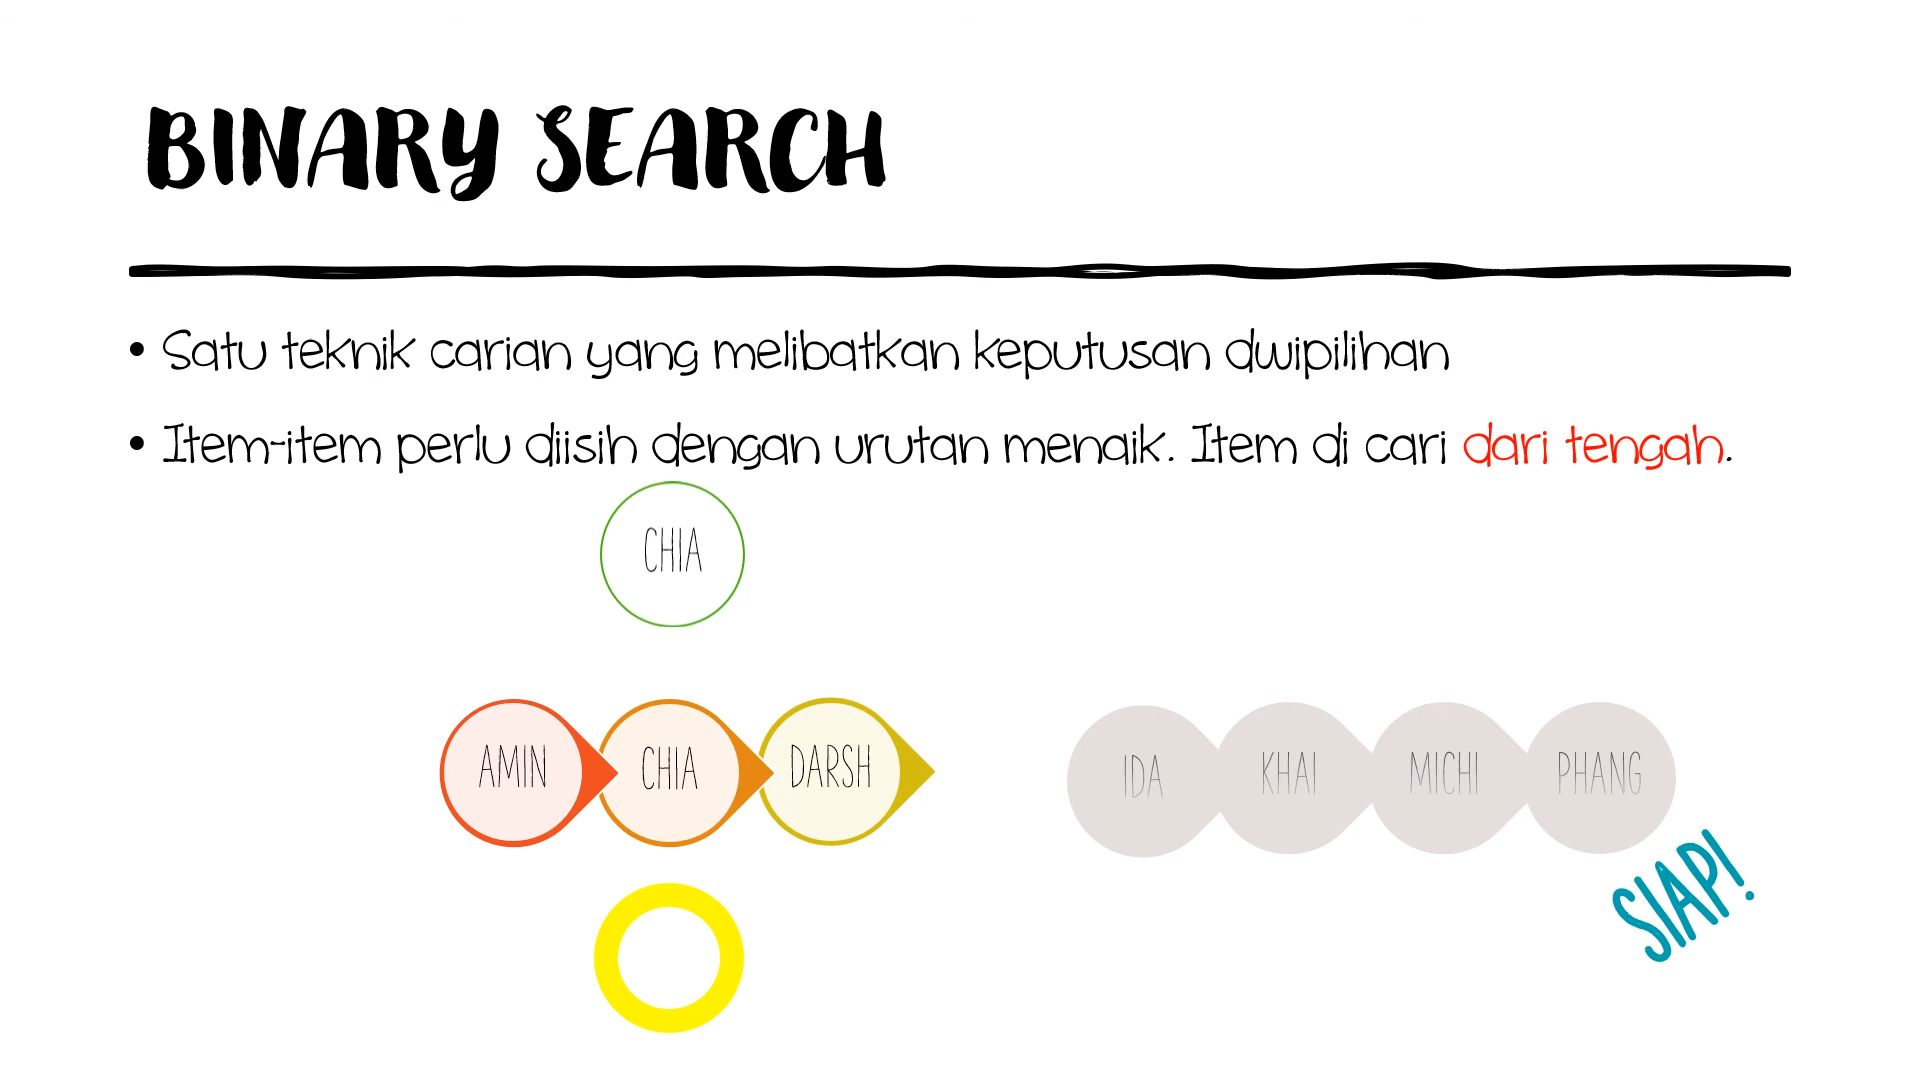 BINARY SEARCH
• Satu teknik carian yang melibatkan keputusan dwipilihan
• Item-item perlu diisih dengan urutan menaik. Item di cari dari tengah.
CHIA
AMIN CHIA DARSH IDA KHAI MICHI PHANG
SIAP!